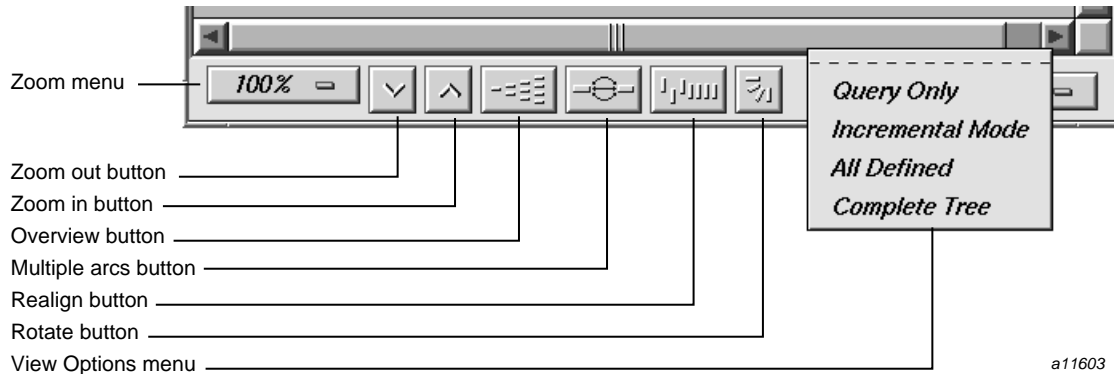 Zoom menu
100%
Query Only
Incremental Mode
All Defined
Complete Tree
Zoom out button
Zoom in button
Overview button
Multiple arcs button
Realign button
Rotate button
View Options menu
a11603